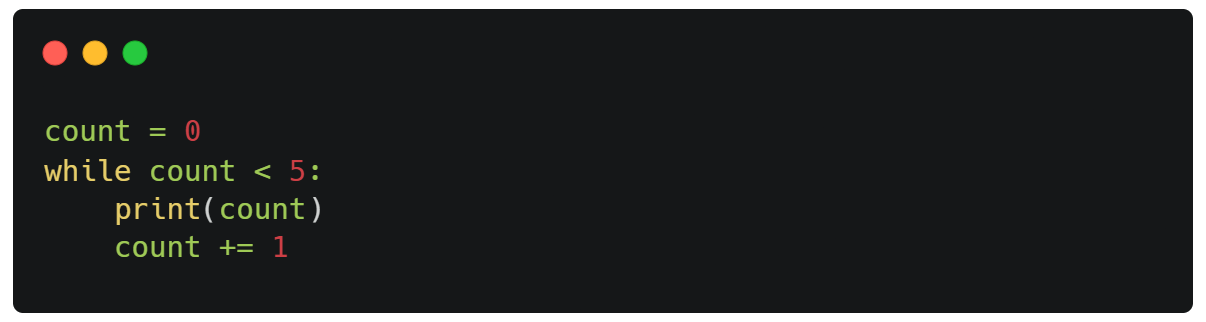 count = 0
while count < 5:
    print(count)
    count += 1